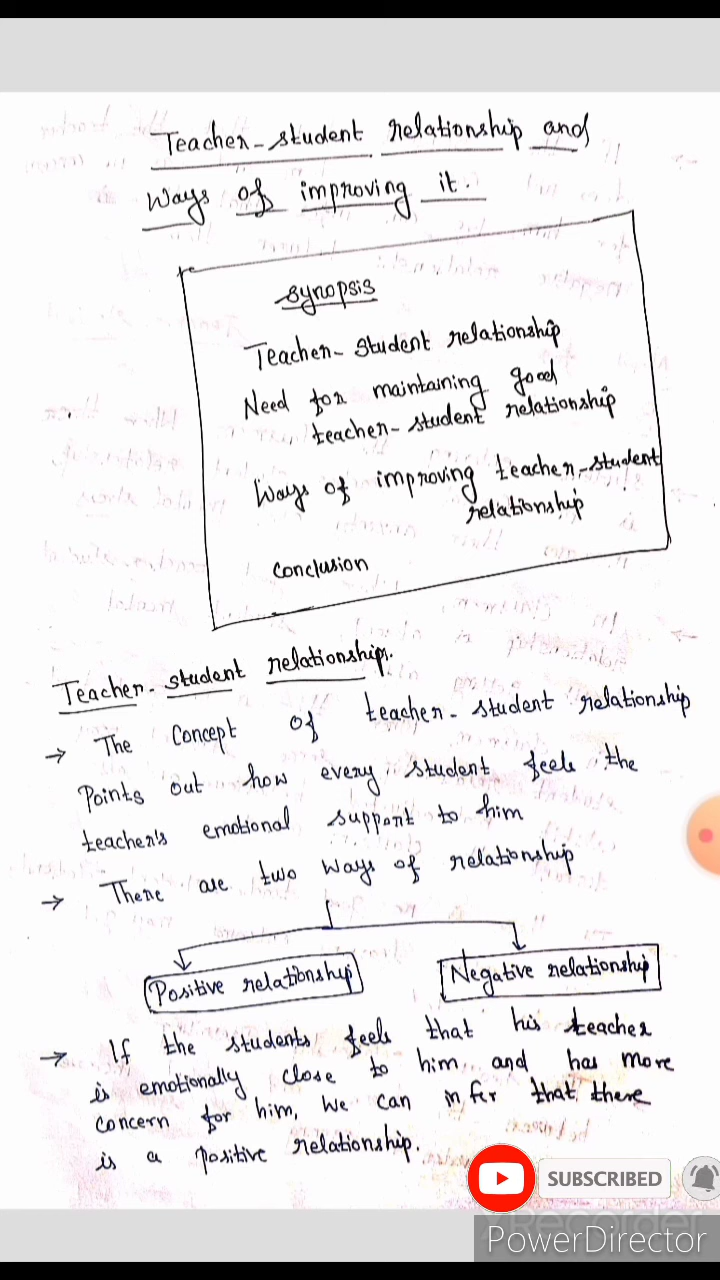 Teacher-student relationship and
Ways of improving it.
Synopsis
Teacher-student relationship
Need for maintaining good
teacher-student relationship
Ways of improving teacher-student
relationship
Conclusion
Teacher-student relationship.
→ The Concept of teacher-student relationship
Points out how every student feels the
teacher's emotional support to him
→ There are two ways of relationship
Positive relationship
Negative relationship
→ If the students feels that his teacher
is emotionally close to him, and has more
concern for him, we can infer that there
is a positive relationship.
SUBSCRIBED
PowerDirector